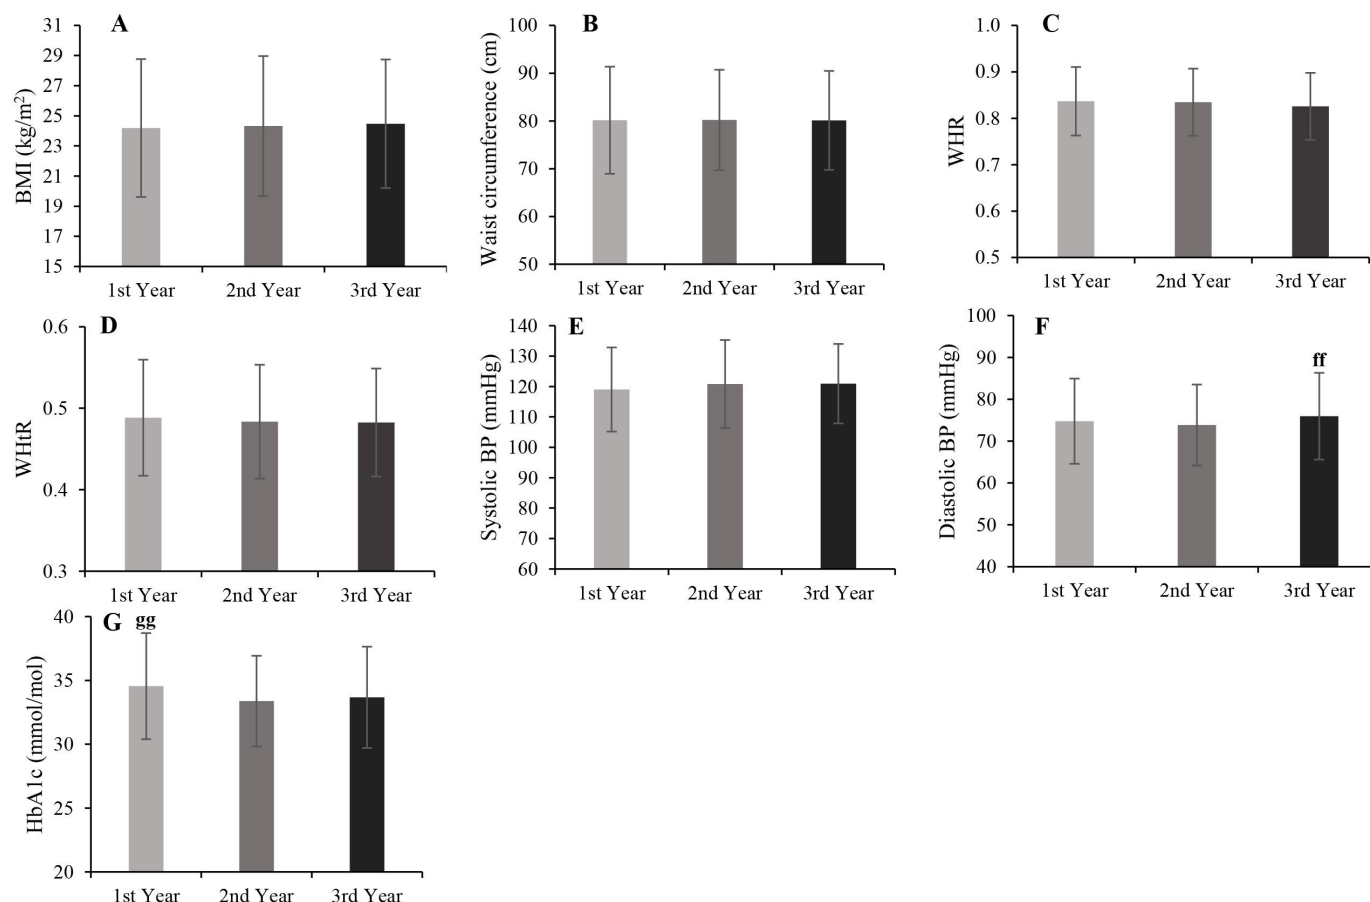 A
BMI (kg/m²)
31
29
27
25
23
21
19
17
15
1st Year 2nd Year 3rd Year
B
Waist circumference (cm)
100
90
80
70
60
50
1st Year 2nd Year 3rd Year
C
WHR
1.0
0.9
0.8
0.7
0.6
0.5
1st Year 2nd Year 3rd Year
D
WHtR
0.6
0.5
0.4
0.3
1st Year 2nd Year 3rd Year
E
Systolic BP (mmHg)
140
130
120
110
100
90
80
70
60
1st Year 2nd Year 3rd Year
F
Diastolic BP (mmHg)
100
90
80
70
60
50
40
ff
1st Year 2nd Year 3rd Year
G gg
HbA1c (mmol/mol)
40
35
30
25
20
1st Year 2nd Year 3rd Year